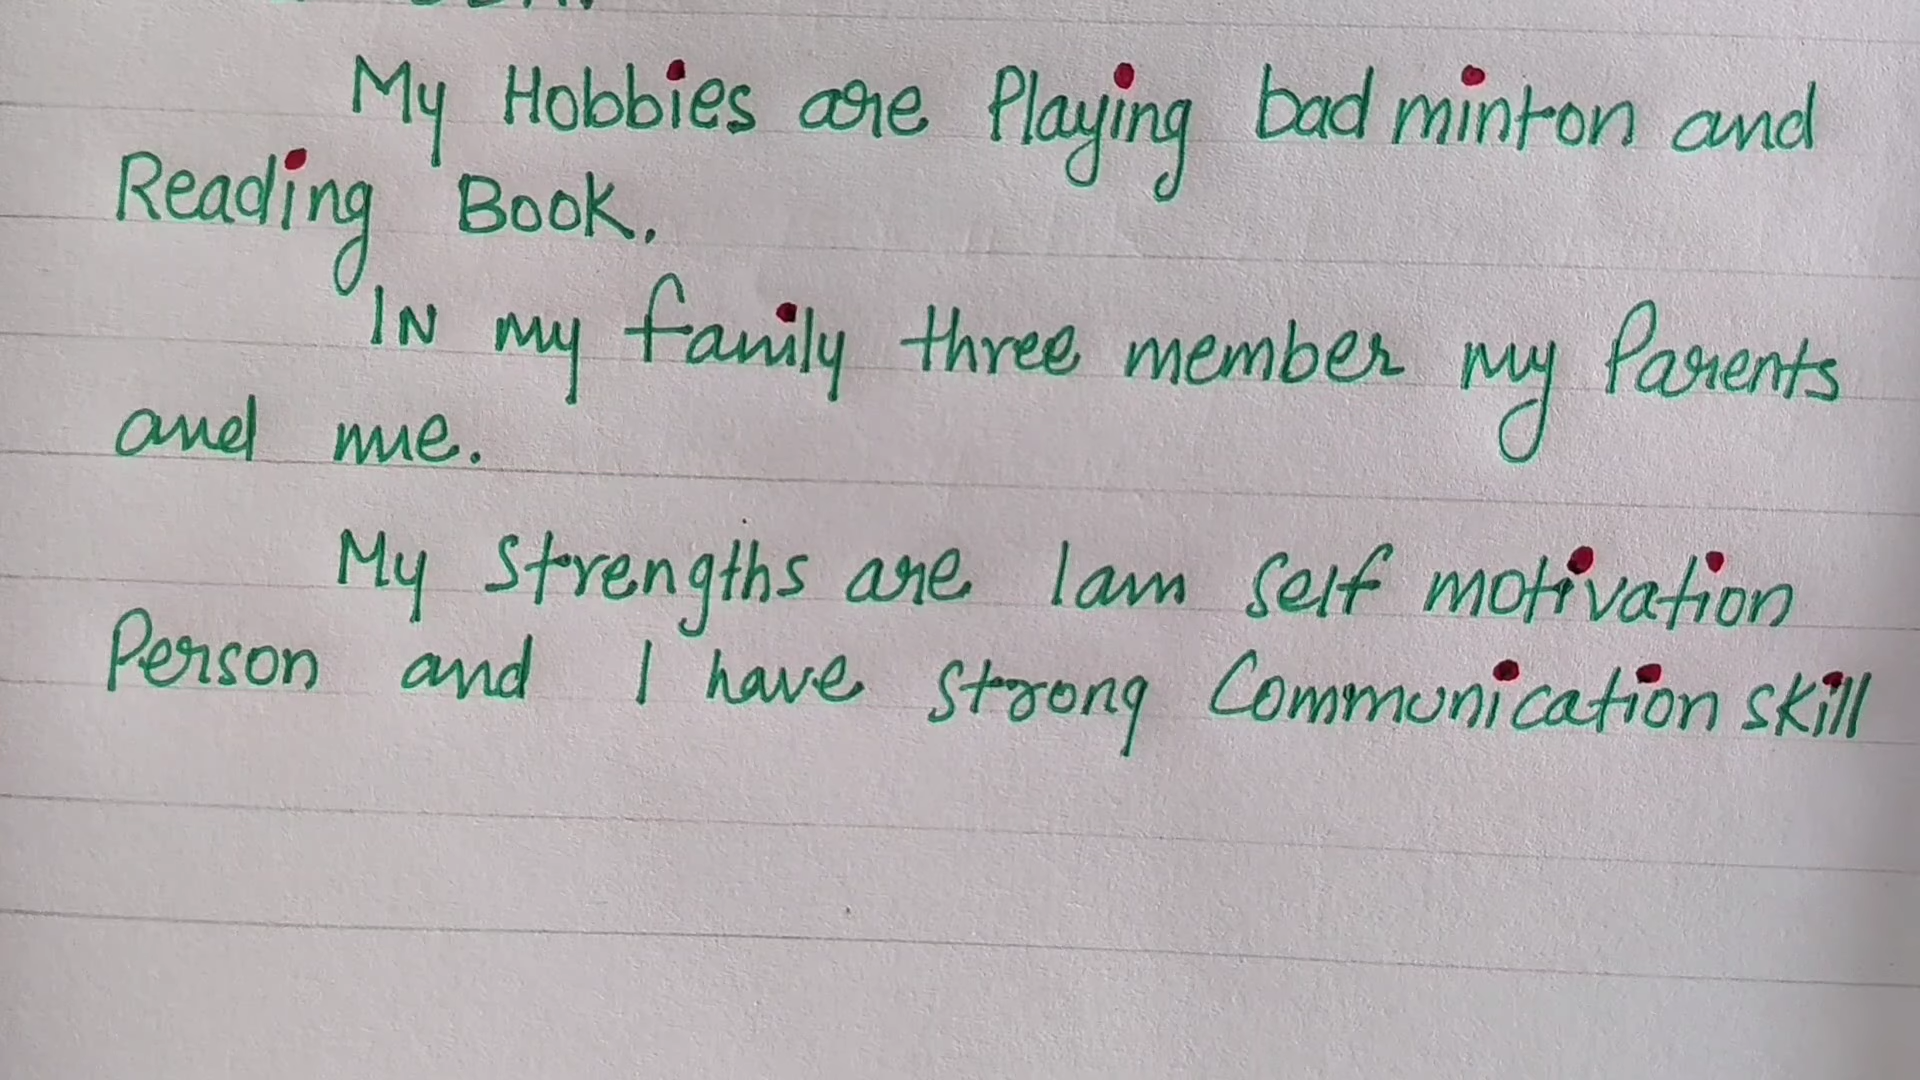 My Hobbies are Playing bad minton and
Reading Book.
IN my family three member my Parents
and me.
My Strengths are I am self motivation
Person and I have strong Communication skill